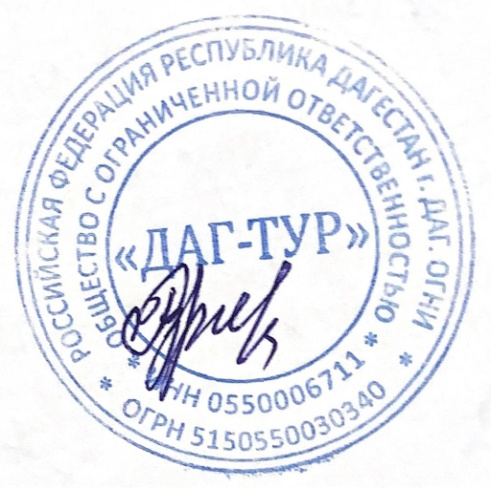 РОССИЙСКАЯ ФЕДЕРАЦИЯ РЕСПУБЛИКА ДАГЕСТАН г. ДАГ. ОГНИ
* ОГРН 5150550030340 *
ОБЩЕСТВО С ОГРАНИЧЕННОЙ ОТВЕТСТВЕННОСТЬЮ
* ИНН 0550006711 *
«ДАГ-ТУР»